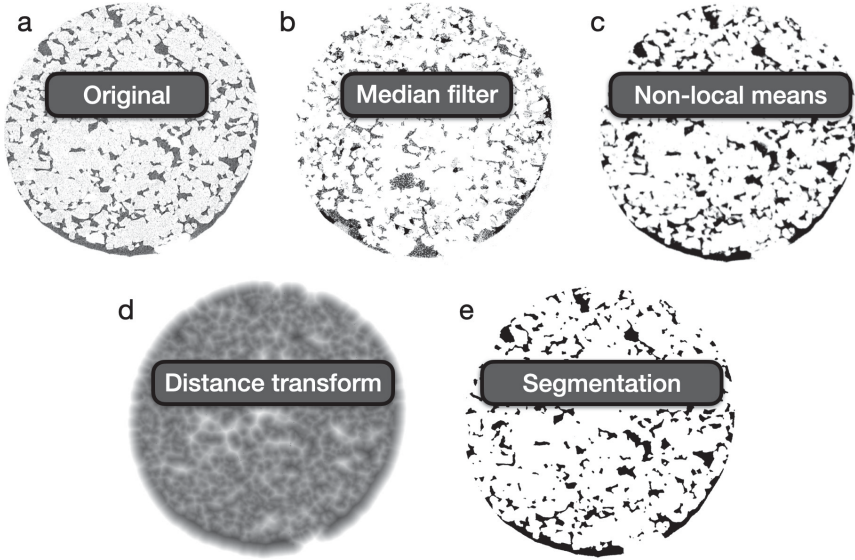 a
Original
b
Median filter
c
Non-local means
d
Distance transform
e
Segmentation